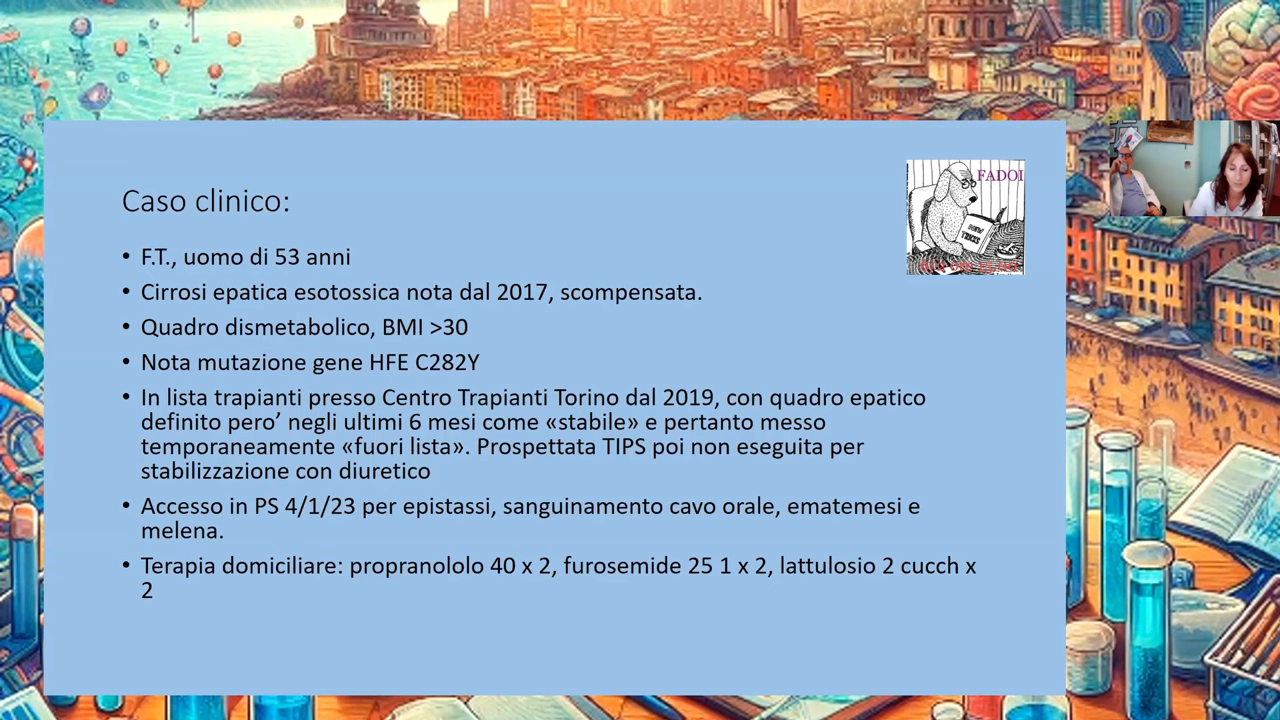 Caso clinico:
FADOI
• F.T., uomo di 53 anni
• Cirrosi epatica esotossica nota dal 2017, scompensata.
• Quadro dismetabolico, BMI >30
• Nota mutazione gene HFE C282Y
• In lista trapianti presso Centro Trapianti Torino dal 2019, con quadro epatico
definito pero’ negli ultimi 6 mesi come «stabile» e pertanto messo
temporaneamente «fuori lista». Prospettata TIPS poi non eseguita per
stabilizzazione con diuretico
• Accesso in PS 4/1/23 per epistassi, sanguinamento cavo orale, ematemesi e
melena.
• Terapia domiciliare: propranololo 40 x 2, furosemide 25 1 x 2, lattulosio 2 cucch x
2